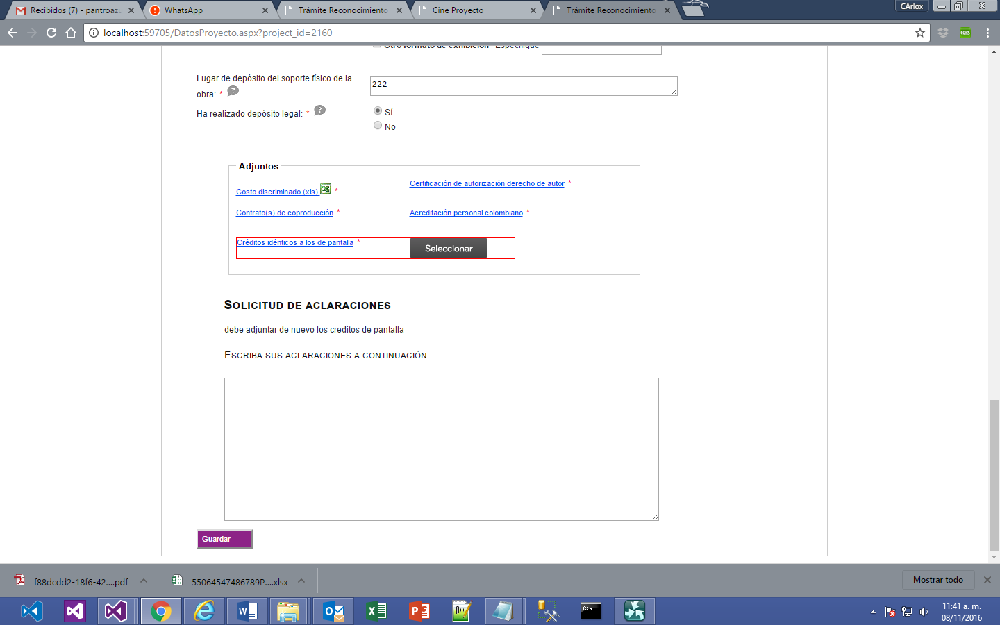 Recibidos (7) - pantroazu
WhatsApp
Trámite Reconocimiento
Cine Proyecto
Trámite Reconocimiento
CArlox
localhost:59705/DatosProyecto.aspx?project_id=2160
CORS
Otro formato de exhibición Especifique
Lugar de depósito del soporte físico de la
obra: * ?
222
Ha realizado depósito legal: * ?
Sí
No
Adjuntos
Costo discriminado (xls) *
Certificación de autorización derecho de autor *
Contrato(s) de coproducción *
Acreditación personal colombiano *
Créditos idénticos a los de pantalla *
Seleccionar
SOLICITUD DE ACLARACIONES
debe adjuntar de nuevo los creditos de pantalla
ESCRIBA SUS ACLARACIONES A CONTINUACIÓN
Guardar
f88dcdd2-18f6-42....pdf
55064547486789P....xlsx
Mostrar todo
11:41 a. m.
08/11/2016